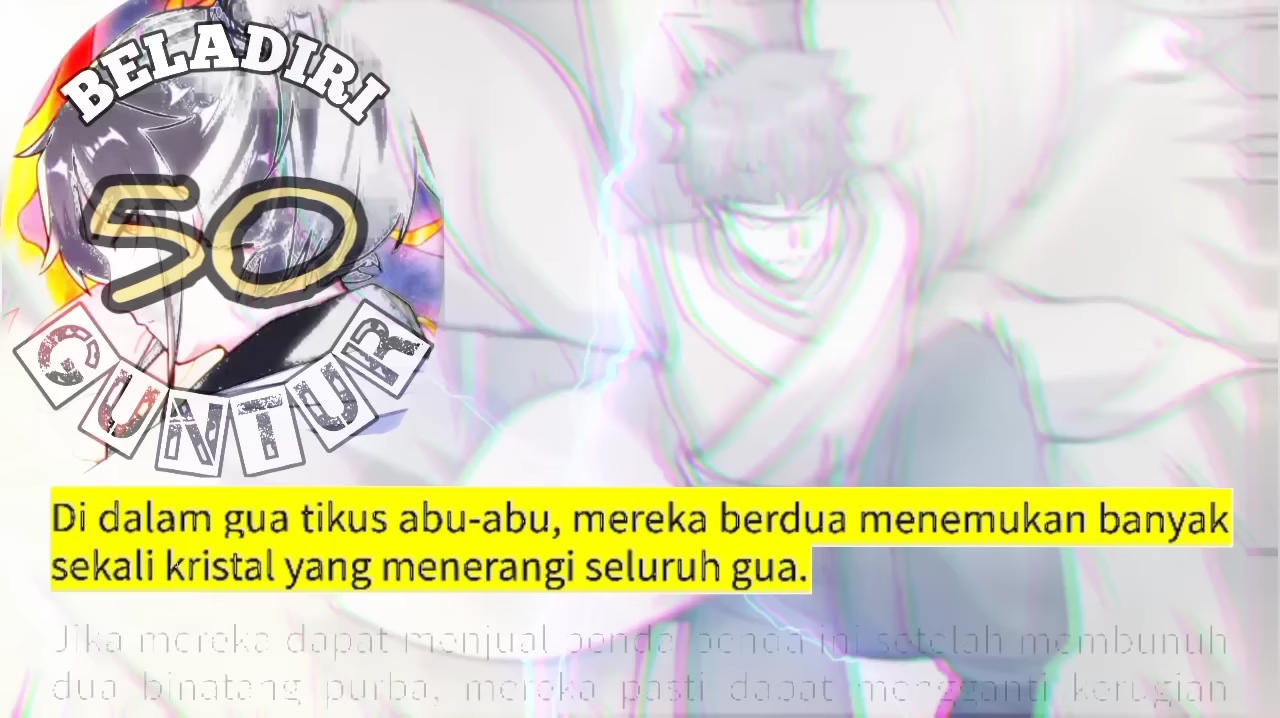 BELADIRI
50
GUNTUR
Di dalam gua tikus abu-abu, mereka berdua menemukan banyak
sekali kristal yang menerangi seluruh gua.
Jika mereka dapat menjual benda benda ini setelah membunuh
dua binatang purba, mereka pasti dapat mengganti kerugian